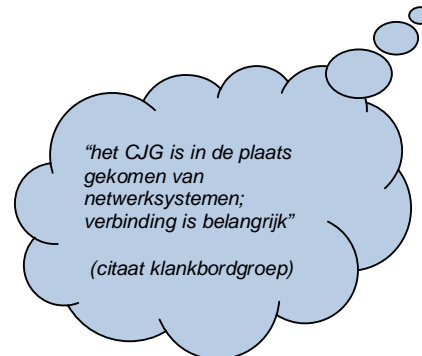 “het CJG is in de plaats
gekomen van
netwerksystemen;
verbinding is belangrijk”
(citaat klankbordgroep)